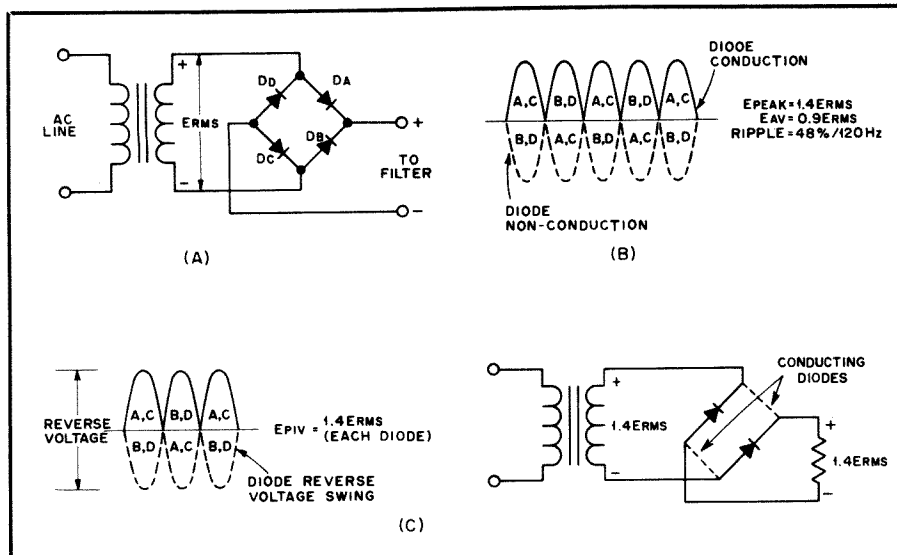 AC
LINE
+
ERMS
−
DD
DA
DC
DB
+
TO
FILTER
−
(A)
DIODE
CONDUCTION
A,C B,D A,C B,D A,C
B,D A,C B,D A,C B,D
EPEAK=1.4ERMS
EAV=0.9ERMS
RIPPLE=48%/120Hz
DIODE
NON-CONDUCTION
(B)
REVERSE
VOLTAGE
A,C B,D A,C
B,D A,C B,D
EPIV = 1.4ERMS
(EACH DIODE)
DIODE REVERSE
VOLTAGE SWING
+
1.4ERMS
−
CONDUCTING
DIODES
+
1.4ERMS
−
(C)